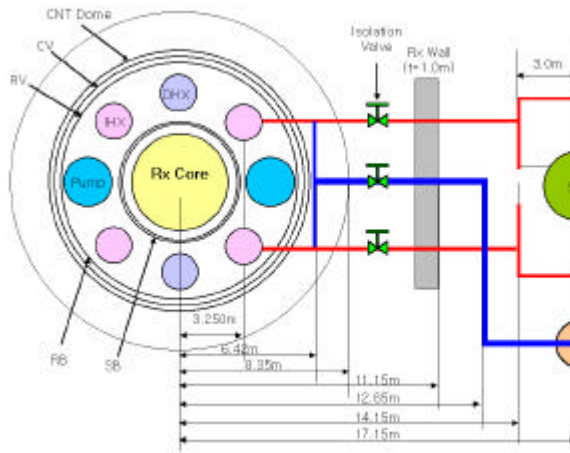 CNT Dome
CV
RV
DHX
IHX
Pump
Rx Core
Isolation
Valve
Rx Wall
(t=1.0m)
3.0m
RB
SB
3.250m
6.42m
8.35m
11.15m
12.65m
14.15m
17.15m